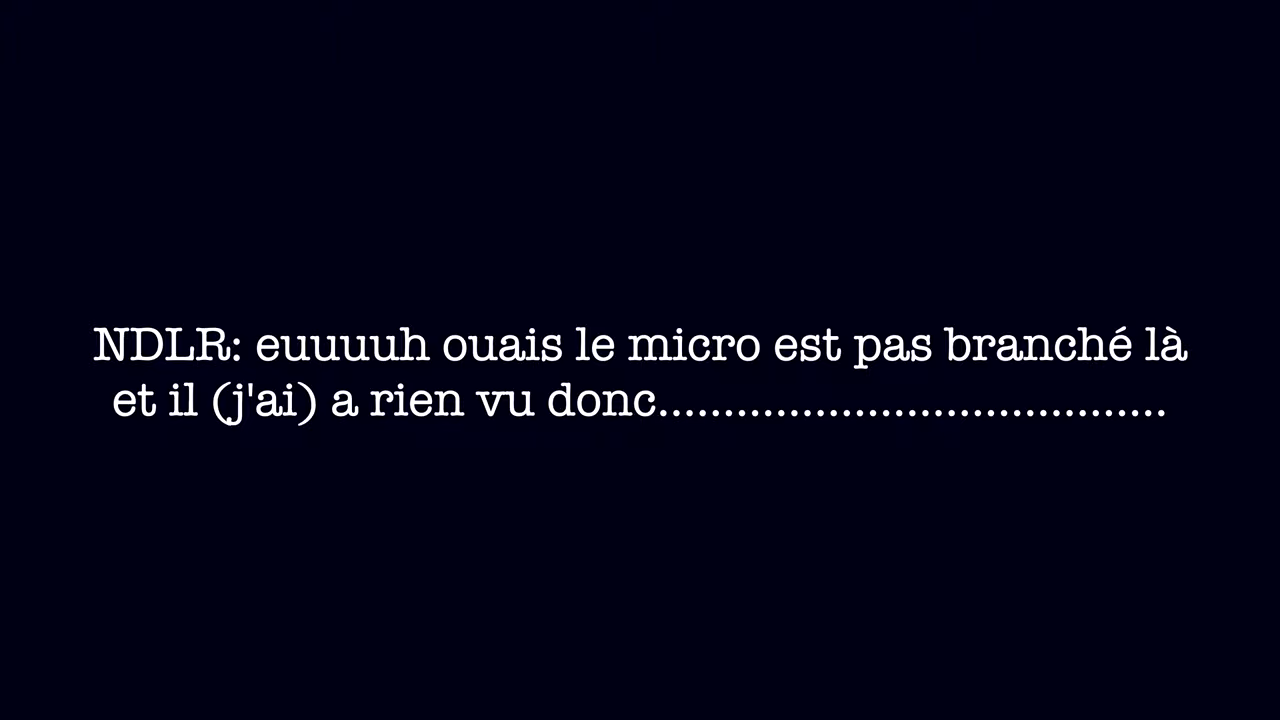 NDLR: euuuuh ouais le micro est pas branché là
et il (j'ai) a rien vu donc.......................................